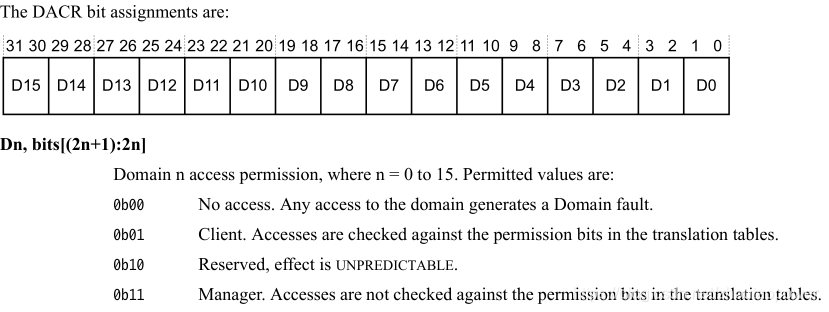 The DACR bit assignments are:
31 30 29 28 27 26 25 24 23 22 21 20 19 18 17 16 15 14 13 12 11 10 9 8 7 6 5 4 3 2 1 0
D15 D14 D13 D12 D11 D10 D9 D8 D7 D6 D5 D4 D3 D2 D1 D0
Dn, bits[(2n+1):2n]
Domain n access permission, where n = 0 to 15. Permitted values are:
0b00 No access. Any access to the domain generates a Domain fault.
0b01 Client. Accesses are checked against the permission bits in the translation tables.
0b10 Reserved, effect is UNPREDICTABLE.
0b11 Manager. Accesses are not checked against the permission bits in the translation tables.